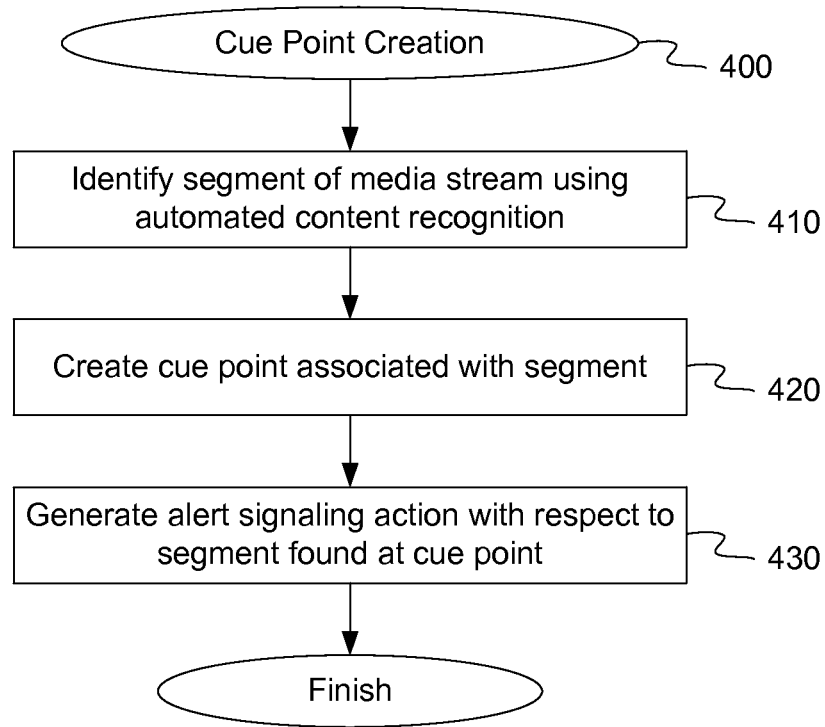 Cue Point Creation
400
Identify segment of media stream using
automated content recognition
410
Create cue point associated with segment
420
Generate alert signaling action with respect to
segment found at cue point
430
Finish